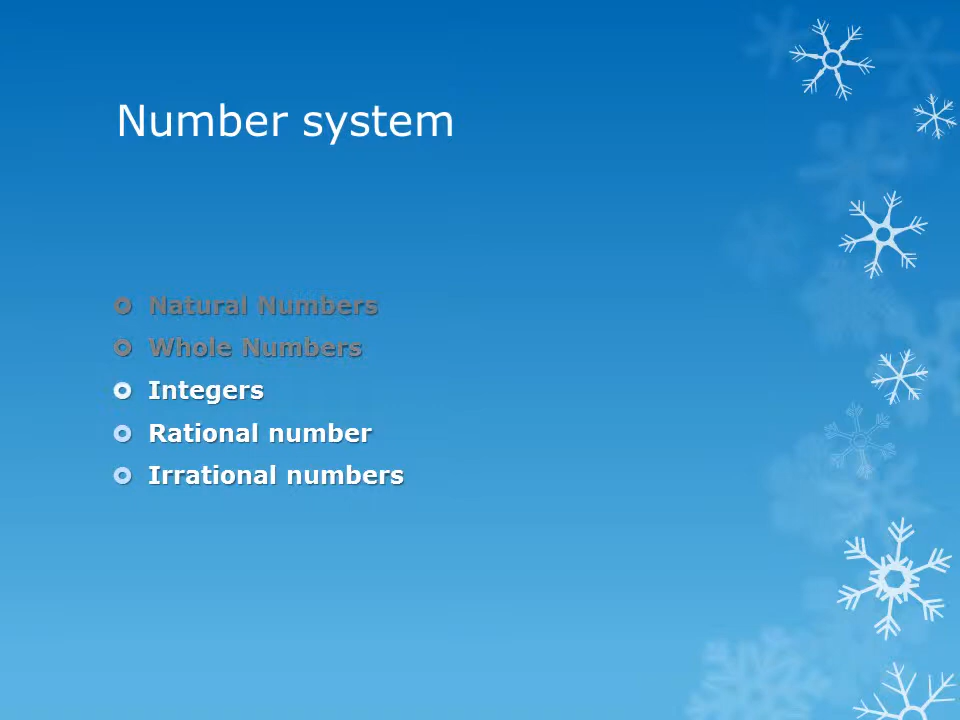 Number system
Natural Numbers
Whole Numbers
Integers
Rational number
Irrational numbers